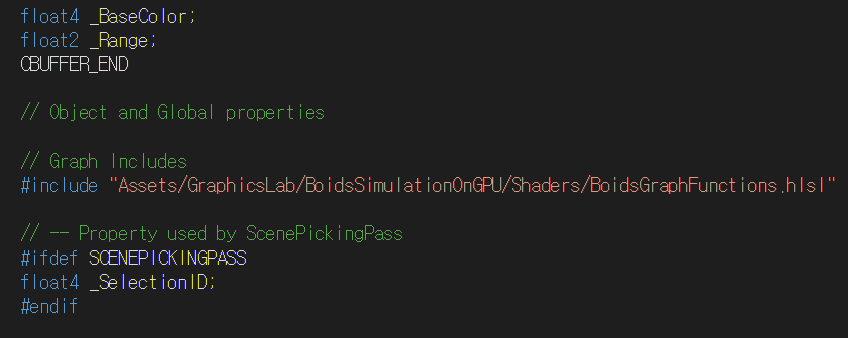 float4 _BaseColor;
float2 _Range;
CBUFFER_END
// Object and Global properties
// Graph Includes
#include "Assets/GraphicsLab/BoidsSimulationOnGPU/Shaders/BoidsGraphFunctions.hlsl"
// -- Property used by ScenePickingPass
#ifdef SCENEPICKINGPASS
float4 _SelectionID;
#endif